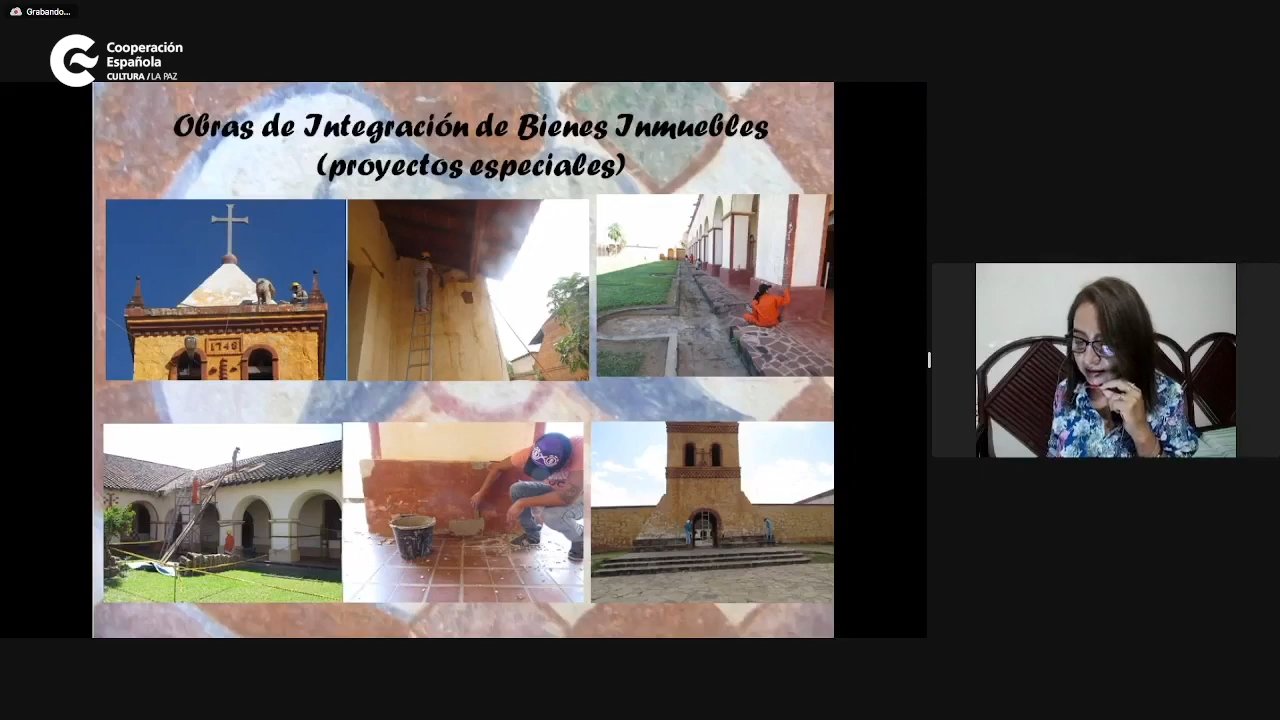 Grabando...
Cooperación
Española
CULTURA / LA PAZ
Obras de Integración de Bienes Inmuebles
(proyectos especiales)
1748